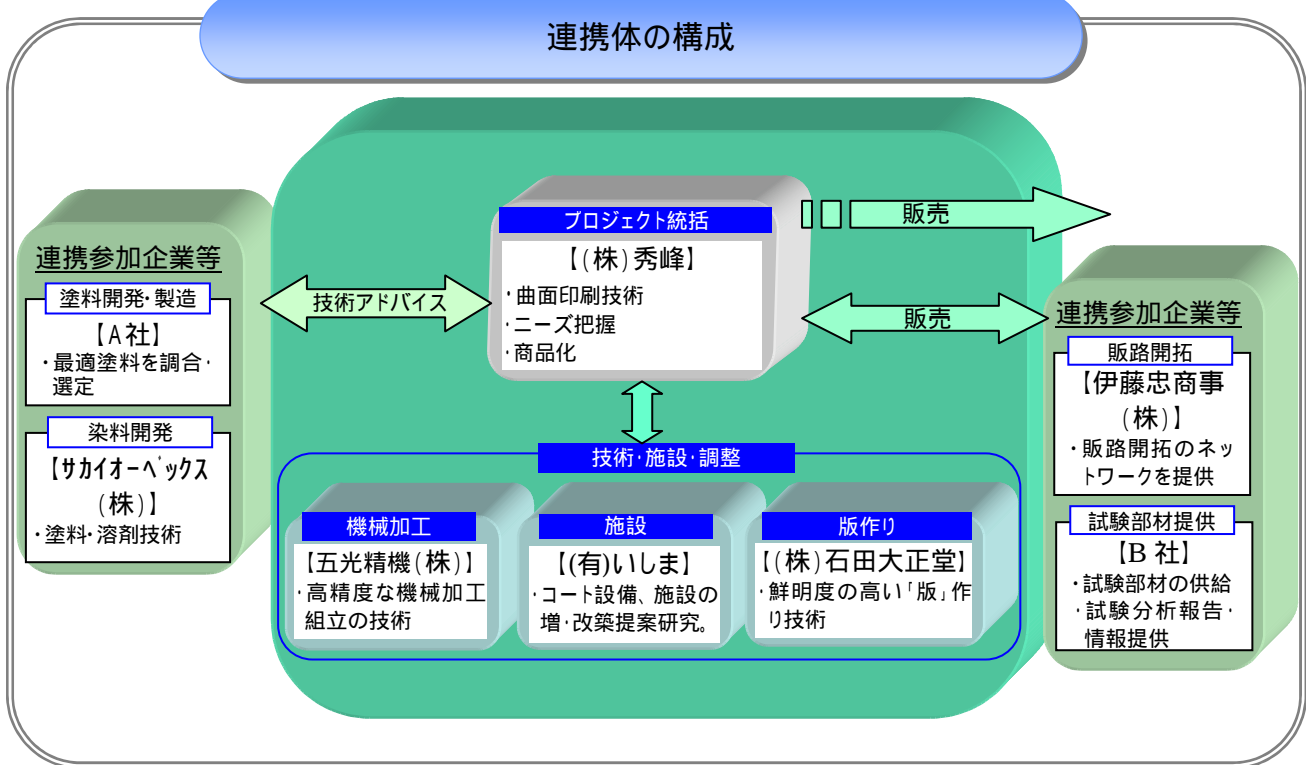 連携体の構成
連携参加企業等
塗料開発・製造
【A社】
・最適塗料を調合・
選定
染料開発
【サカイオーベックス
(株)】
・塗料・溶剤技術
技術アドバイス
プロジェクト統括
【(株)秀峰】
・曲面印刷技術
・ニーズ把握
・商品化
販売
販売
技術・施設・調整
機械加工
【五光精機(株)】
・高精度な機械加工
組立の技術
施設
【(有)いしま】
・コート設備、施設の
増・改築提案研究。
版作り
【(株)石田大正堂】
・鮮明度の高い「版」作
り技術
連携参加企業等
販路開拓
【伊藤忠商事
(株)】
・販路開拓のネッ
トワークを提供
試験部材提供
【B社】
・試験部材の供給
・試験分析報告・
情報提供